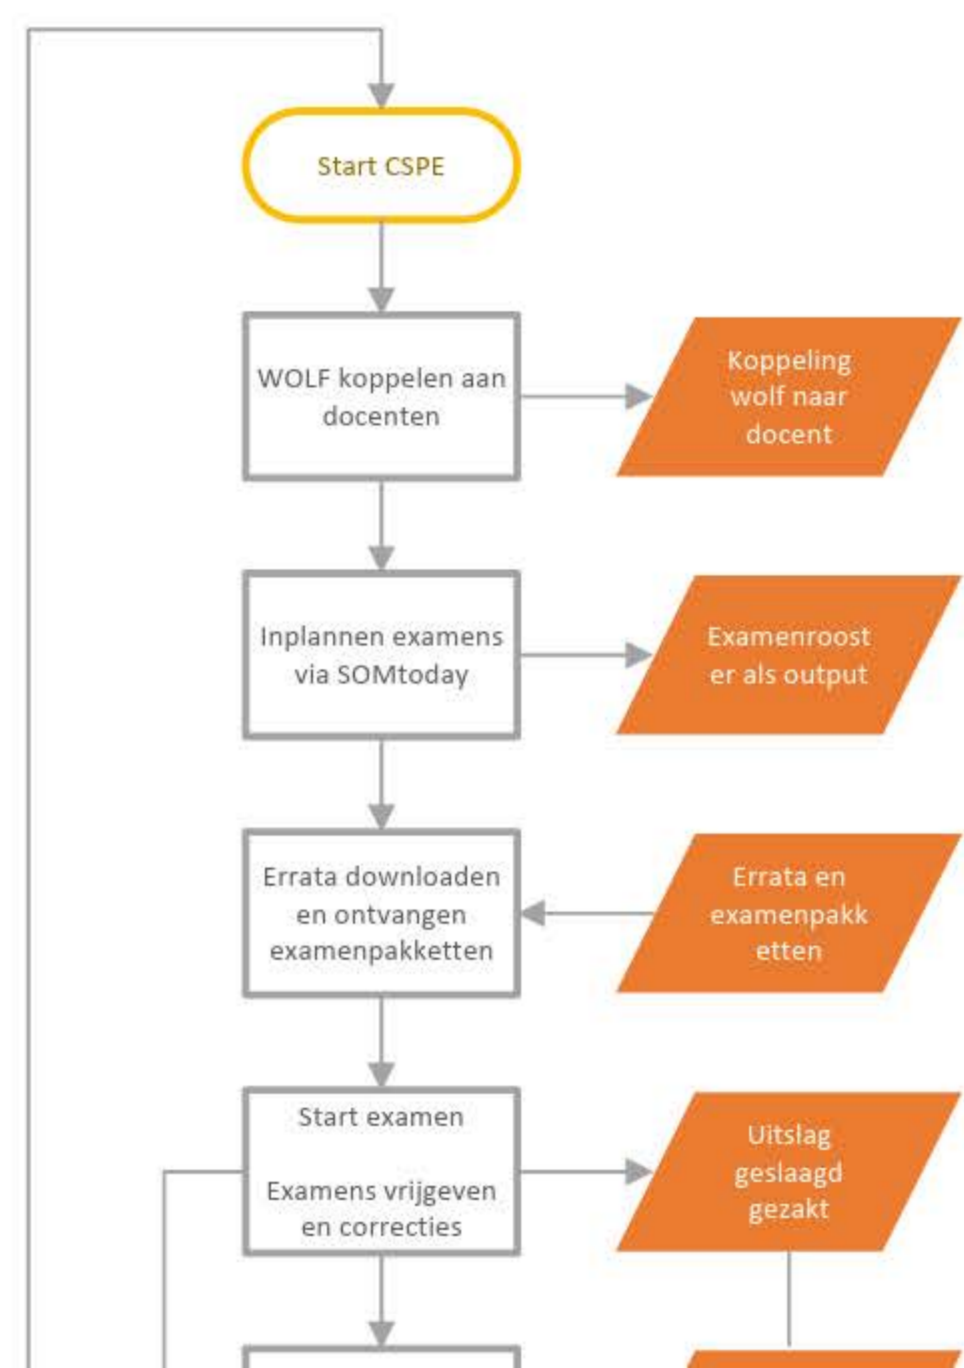 Start CSPE
WOLF koppelen aan
docenten
Koppeling
wolf naar
docent
Inplannen examens
via SOMtoday
Examenroost
er als output
Errata downloaden
en ontvangen
examenpakketten
Errata en
examenpakk
etten
Start examen
Examens vrijgeven
en correcties
Uitslag
geslaagd
gezakt